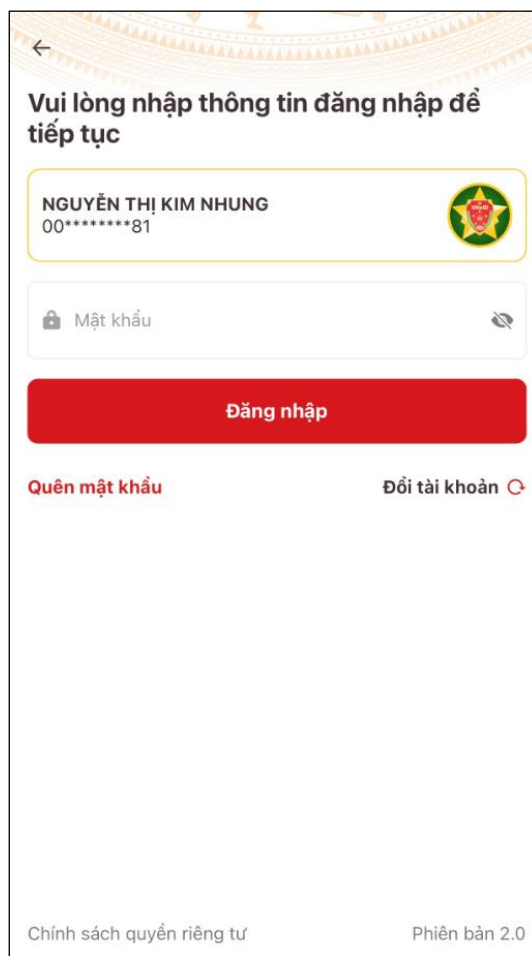 Vui lòng nhập thông tin đăng nhập để
tiếp tục
NGUYỄN THỊ KIM NHUNG
00********81
VNeID
Mật khẩu
Đăng nhập
Quên mật khẩu
Đổi tài khoản
Chính sách quyền riêng tư
Phiên bản 2.0